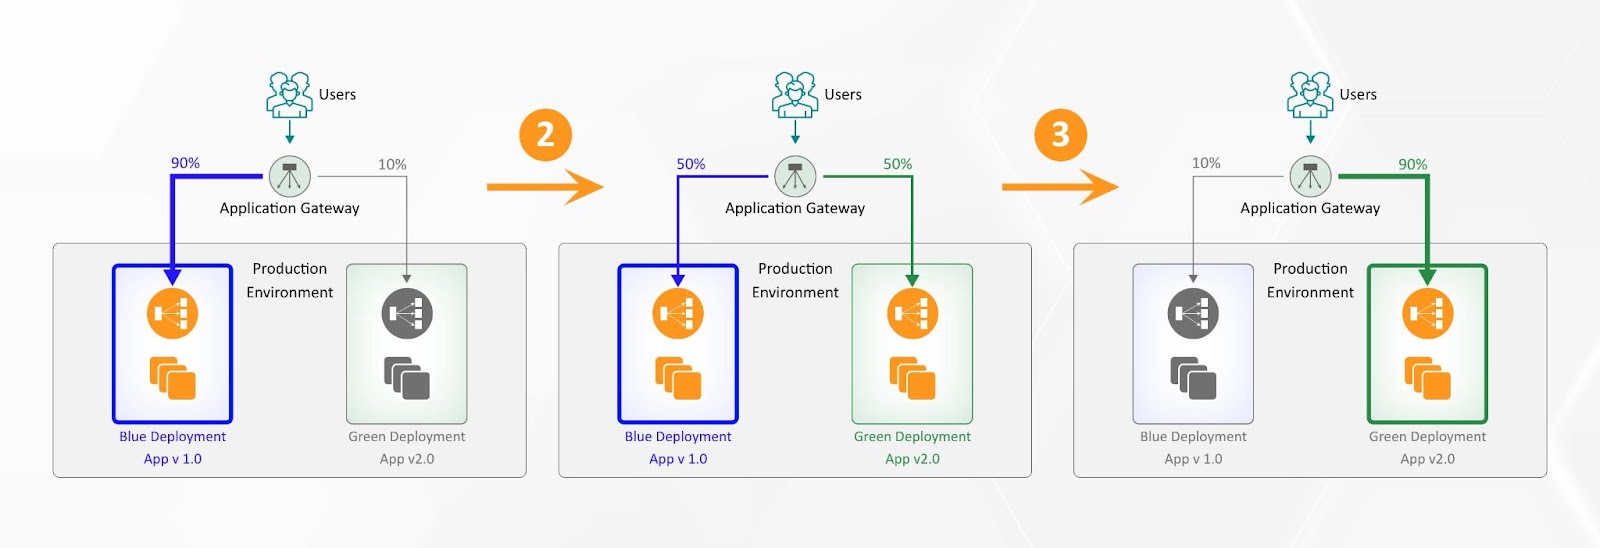 Users
90%
10%
Application Gateway
Production
Environment
Blue Deployment
App v 1.0
Green Deployment
App v2.0
2
Users
50%
50%
Application Gateway
Production
Environment
Blue Deployment
App v 1.0
Green Deployment
App v2.0
3
Users
10%
90%
Application Gateway
Production
Environment
Blue Deployment
App v 1.0
Green Deployment
App v2.0